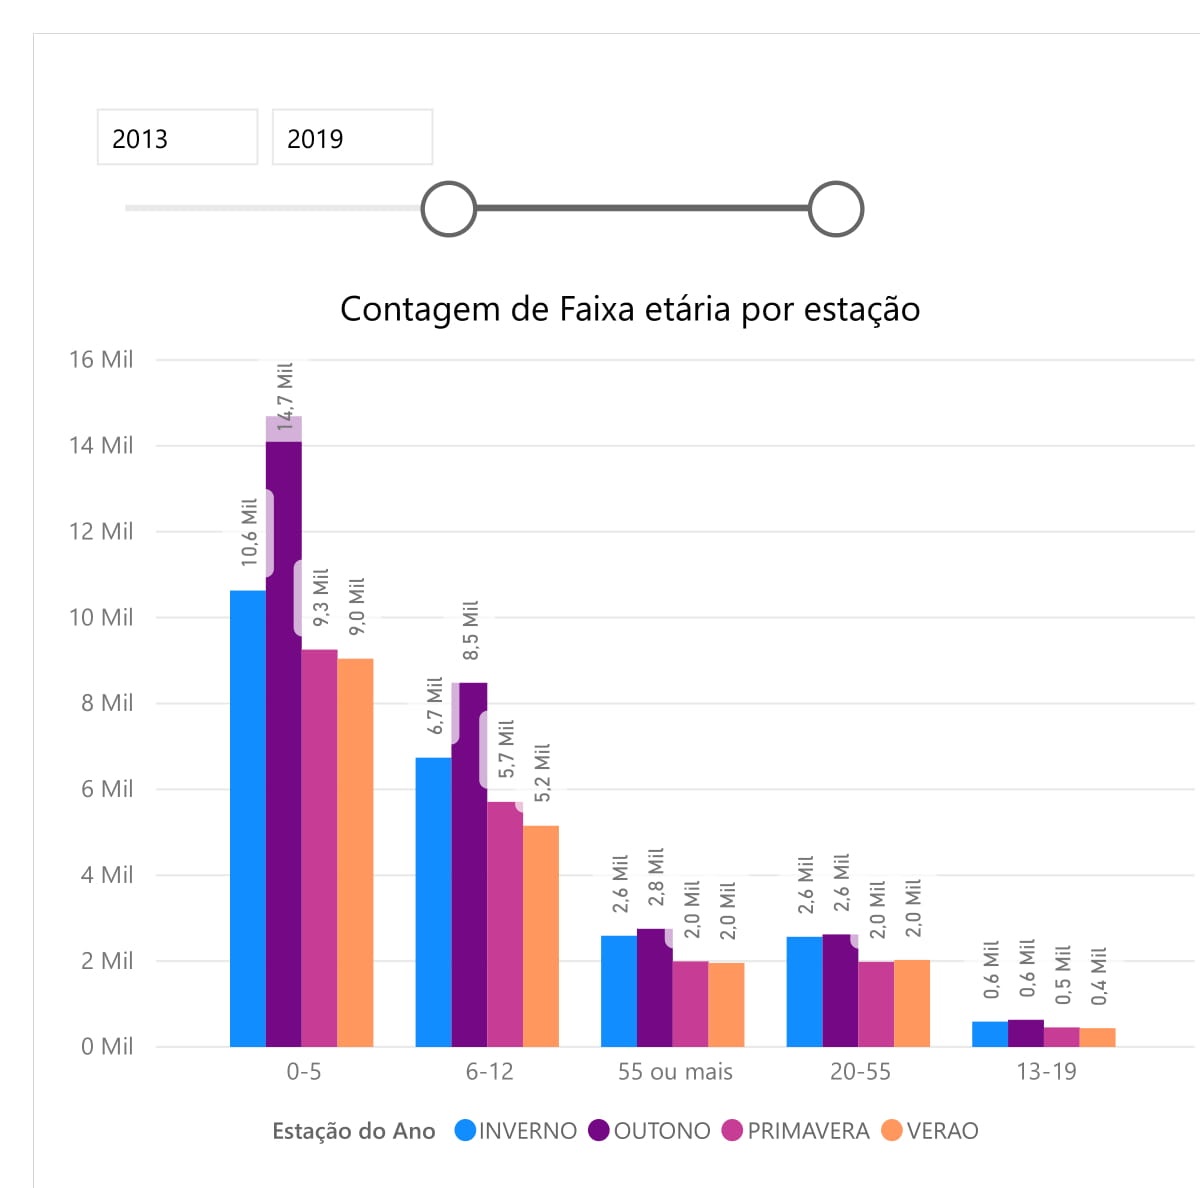 2013 2019
Contagem de Faixa etária por estação
16 Mil
14 Mil
12 Mil
10 Mil
8 Mil
6 Mil
4 Mil
2 Mil
0 Mil
10,6 Mil
14,7 Mil
9,3 Mil
9,0 Mil
6,7 Mil
8,5 Mil
5,7 Mil
5,2 Mil
2,6 Mil
2,8 Mil
2,0 Mil
2,0 Mil
2,6 Mil
2,6 Mil
2,0 Mil
2,0 Mil
0,6 Mil
0,6 Mil
0,5 Mil
0,4 Mil
0-5 6-12 55 ou mais 20-55 13-19
Estação do Ano INVERNO OUTONO PRIMAVERA VERAO